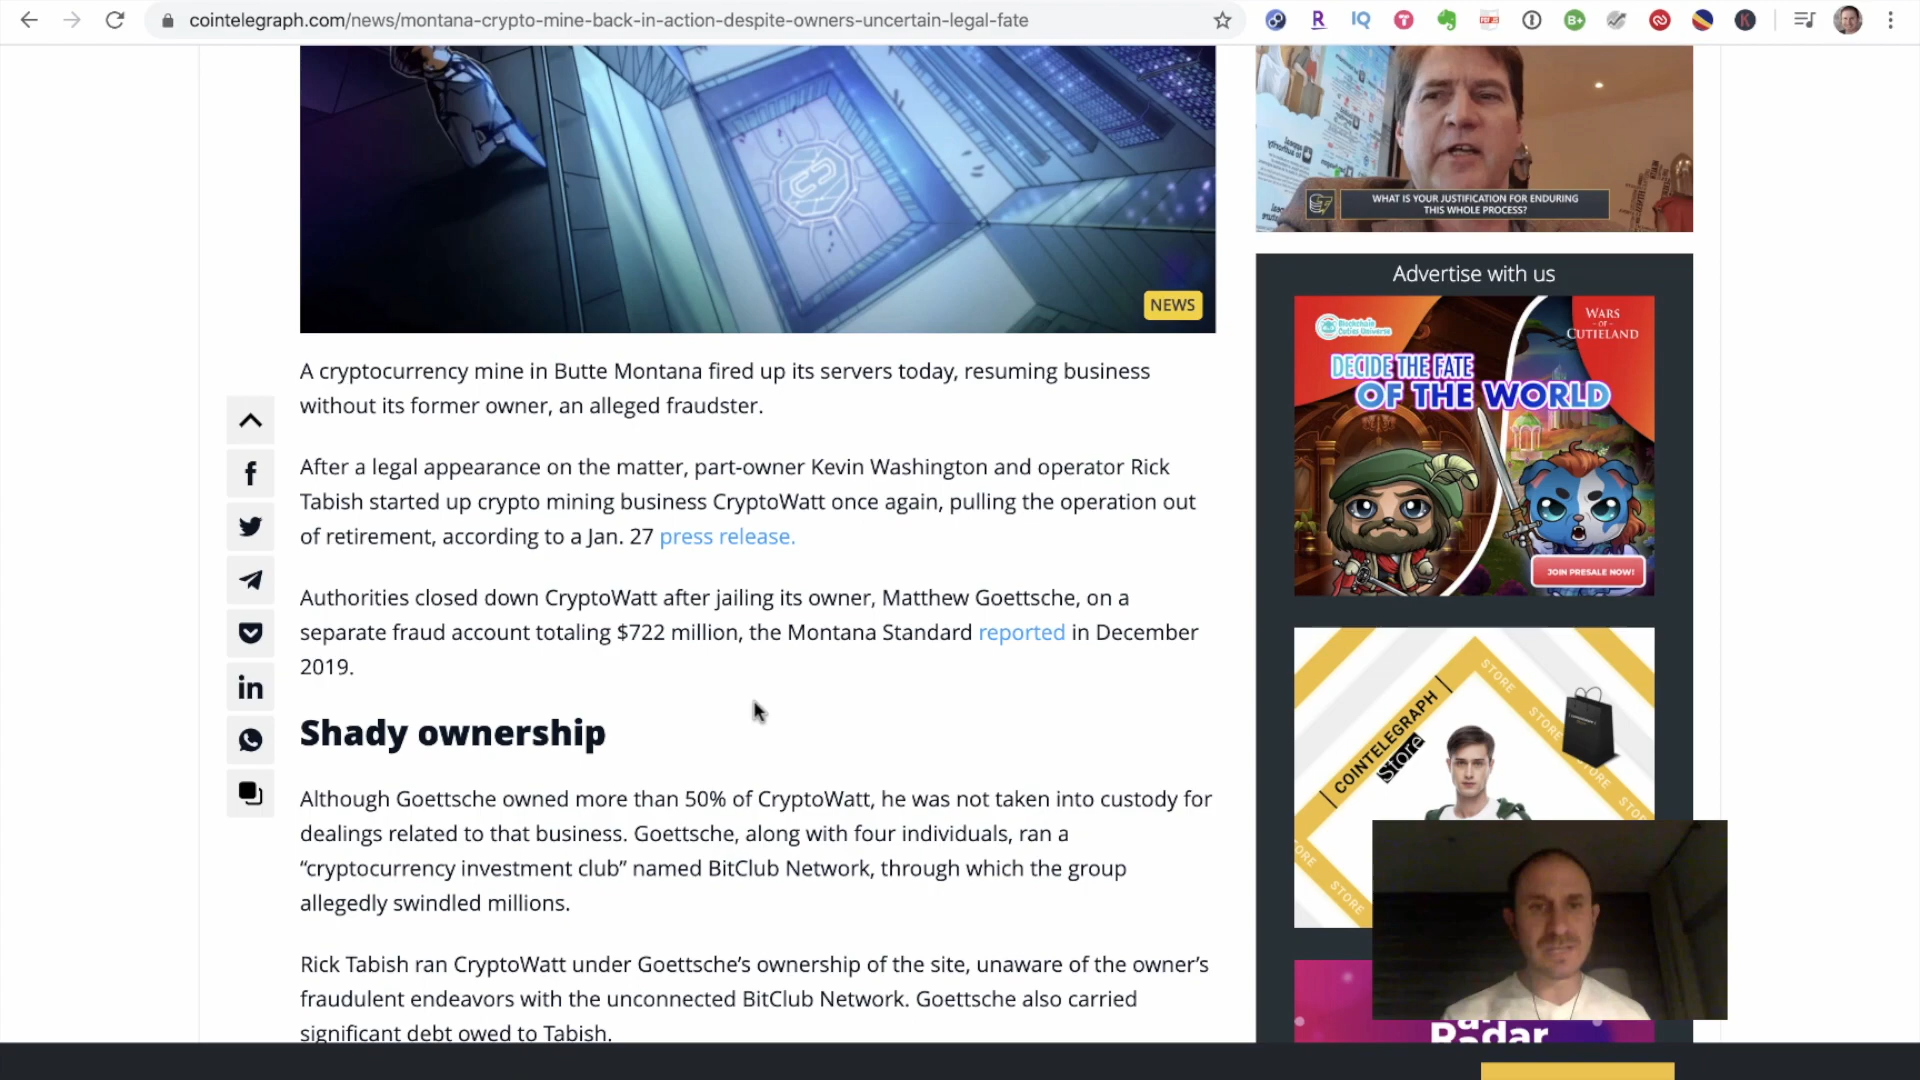 cointelegraph.com/news/montana-crypto-mine-back-in-action-despite-owners-uncertain-legal-fate
NEWS
A cryptocurrency mine in Butte Montana fired up its servers today, resuming business
without its former owner, an alleged fraudster.
After a legal appearance on the matter, part-owner Kevin Washington and operator Rick
Tabish started up crypto mining business CryptoWatt once again, pulling the operation out
of retirement, according to a Jan. 27 press release.
Authorities closed down CryptoWatt after jailing its owner, Matthew Goettsche, on a
separate fraud account totaling $722 million, the Montana Standard reported in December
2019.
Shady ownership
Although Goettsche owned more than 50% of CryptoWatt, he was not taken into custody for
dealings related to that business. Goettsche, along with four individuals, ran a
“cryptocurrency investment club” named BitClub Network, through which the group
allegedly swindled millions.
Rick Tabish ran CryptoWatt under Goettsche’s ownership of the site, unaware of the owner’s
fraudulent endeavors with the unconnected BitClub Network. Goettsche also carried
significant debt owed to Tabish.
WHAT IS YOUR JUSTIFICATION FOR ENDURING
THIS WHOLE PROCESS?
Advertise with us
Blockchain
Cuties Universe
WARS
OF
CUTIELAND
DECIDE THE FATE
OF THE WORLD
JOIN PRESALE NOW!
COINTELEGRAPH
Store
STORE
STORE
STORE
STORE
Radar